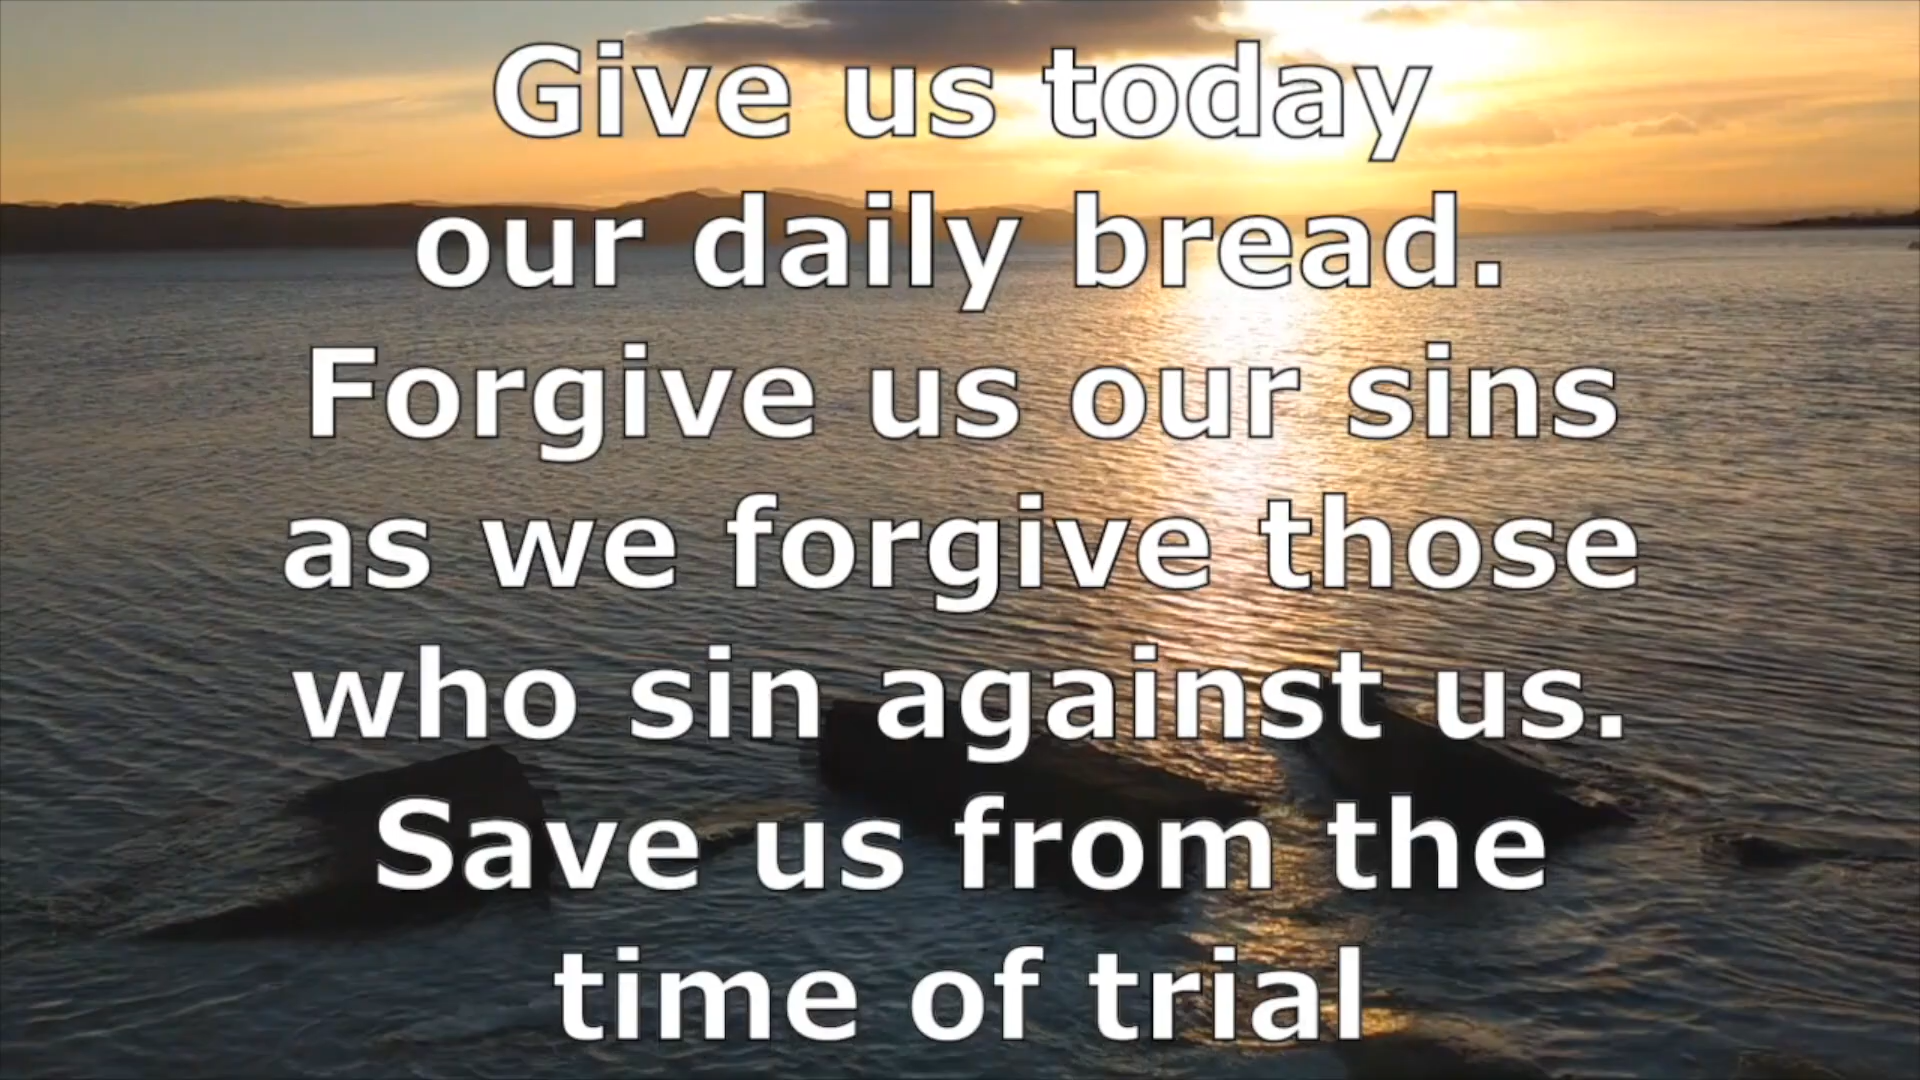 Give us today
our daily bread.
Forgive us our sins
as we forgive those
who sin against us.
Save us from the
time of trial